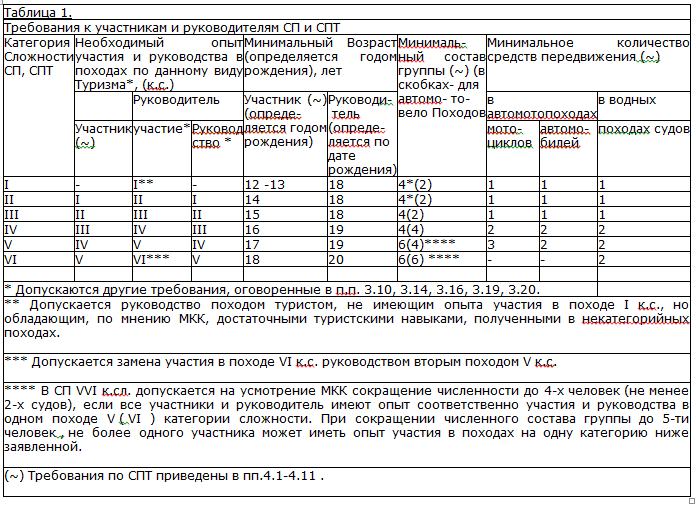 Таблица 1.
Требования к участникам и руководителям СП и СПТ
Категория Сложности СП, СПТ
Необходимый опыт участия и руководства в походах по данному виду Туризма*, (к.с.)
Минимальный Возраст (определяется годом рождения), лет
Минималь-ный состав группы (~) (в скобках- для автомо- то-вело Походов
Минимальное количество средств передвижения (~)
Руководитель
Участник (~) (опреде-ляется годом рождения)
Руководи-тель (опреде-ляется по дате рождения)
в автомотопоходах
в водных
Участник (~)
участие*
Руковод ство *
мото-циклов
автомо-билей
походах судов
I - I** - 12 -13 18 4*(2) 1 1 1
II I II I 14 18 4*(2) 1 1 1
III II III II 15 18 4(2) 1 1 1
IV III IV III 16 19 4(4) 2 2 2
V IV V IV 17 19 6(4)**** 3 2 2
VI V VI*** V 18 20 6(6) **** - - 2
* Допускаются другие требования, оговоренные в п.п. 3.10, 3.14, 3.16, 3.19, 3.20.
** Допускается руководство походом туристом, не имеющим опыта участия в походе I к.с., но
обладающим, по мнению МКК, достаточными туристскими навыками, полученными в некатегорийных
походах.
*** Допускается замена участия в походе VI к.с. руководством вторым походом V к.с.
**** В СП VVI к.сл. допускается на усмотрение МКК сокращение численности до 4-х человек (не менее
2-х судов), если все участники и руководитель имеют опыт соответственно участия и руководства в
одном походе V ( VI ) категории сложности. При сокращении численного состава группы до 5-ти
человек , не более одного участника может иметь опыт участия в походах на одну категорию ниже
заявленной.
(~) Требования по СПТ приведены в пп.4.1-4.11 .